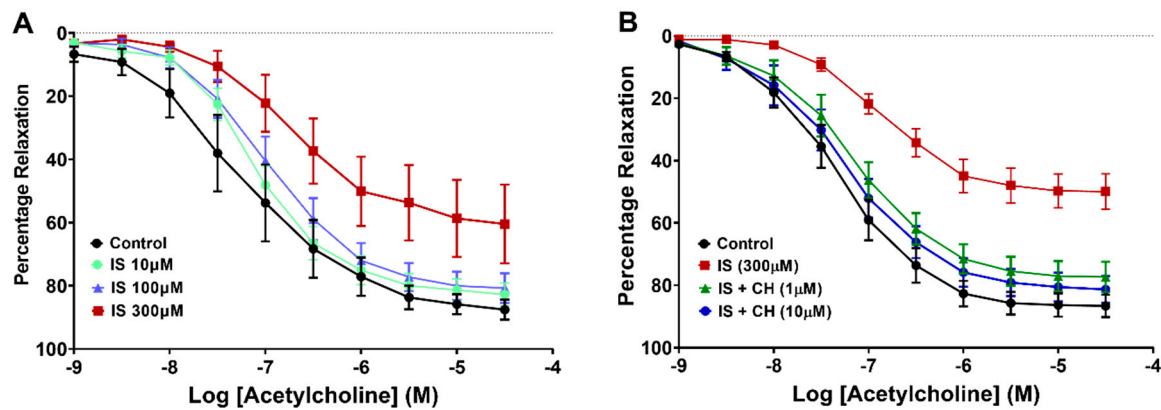 A
Percentage Relaxation
0
20
40
60
80
100
-9
-8
-7
-6
-5
-4
Log [Acetylcholine] (M)
Control
IS 10µM
IS 100µM
IS 300µM
B
Percentage Relaxation
0
20
40
60
80
100
-9
-8
-7
-6
-5
-4
Log [Acetylcholine] (M)
Control
IS (300µM)
IS + CH (1µM)
IS + CH (10µM)